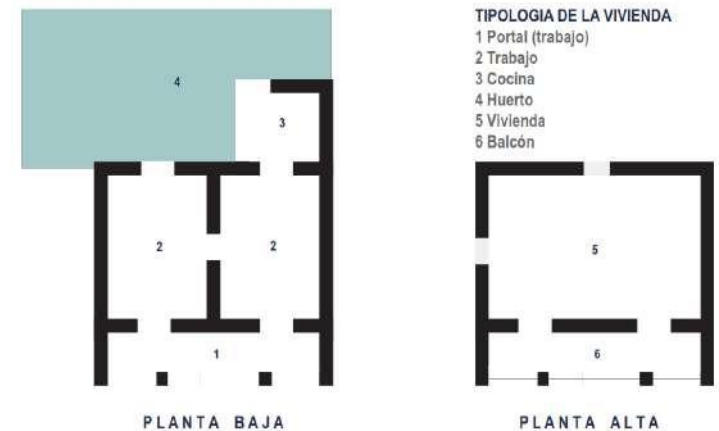 TIPOLOGIA DE LA VIVIENDA
1 Portal (trabajo)
2 Trabajo
3 Cocina
4 Huerto
5 Vivienda
6 Balcón
4
3
2
2
1
5
6
PLANTA BAJA
PLANTA ALTA